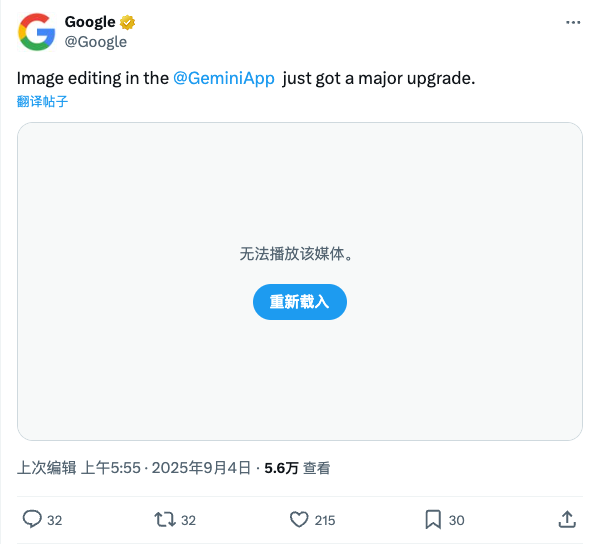 Google
@Google
Image editing in the @GeminiApp just got a major upgrade.
翻译帖子
无法播放该媒体。
重新载入
上次编辑 上午5:55 · 2025年9月4日 · 5.6万 查看
32 32 215 30